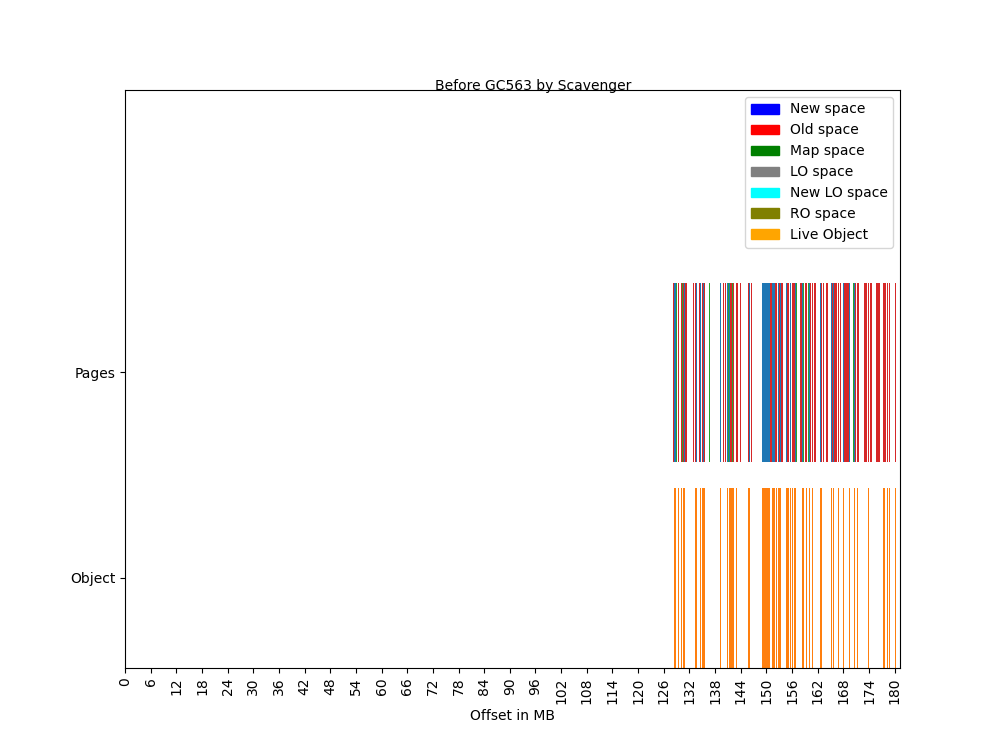 Before GC563 by Scavenger
New space
Old space
Map space
LO space
New LO space
RO space
Live Object
Pages
Object
0 6 12 18 24 30 36 42 48 54 60 66 72 78 84 90 96 102 108 114 120 126 132 138 144 150 156 162 168 174 180
Offset in MB